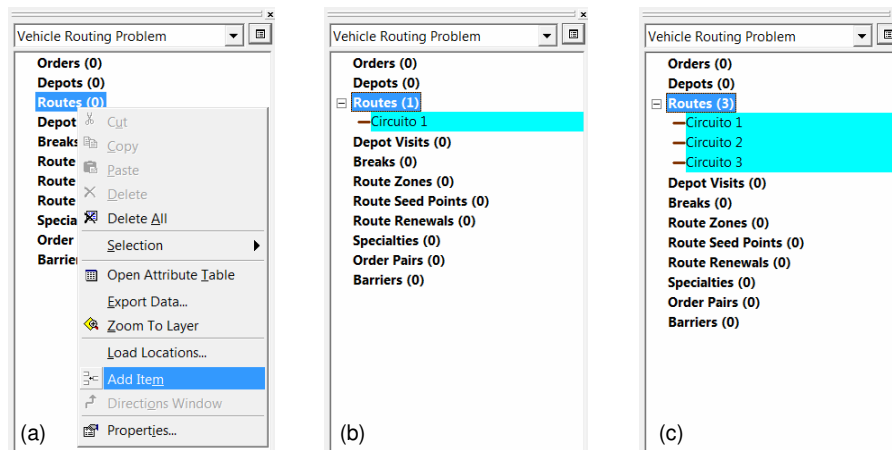 Vehicle Routing Problem
Orders (0)
Depots (0)
Routes (0)
Depot
Breaks
Route
Route
Route
Specia
Order
Barrie
Cut
Copy
Paste
Delete
Delete All
Selection
Open Attribute Table
Export Data...
Zoom To Layer
Load Locations...
Add Item
Directions Window
Properties...
(a)
Vehicle Routing Problem
Orders (0)
Depots (0)
Routes (1)
Circuito 1
Depot Visits (0)
Breaks (0)
Route Zones (0)
Route Seed Points (0)
Route Renewals (0)
Specialties (0)
Order Pairs (0)
Barriers (0)
(b)
Vehicle Routing Problem
Orders (0)
Depots (0)
Routes (3)
Circuito 1
Circuito 2
Circuito 3
Depot Visits (0)
Breaks (0)
Route Zones (0)
Route Seed Points (0)
Route Renewals (0)
Specialties (0)
Order Pairs (0)
Barriers (0)
(c)